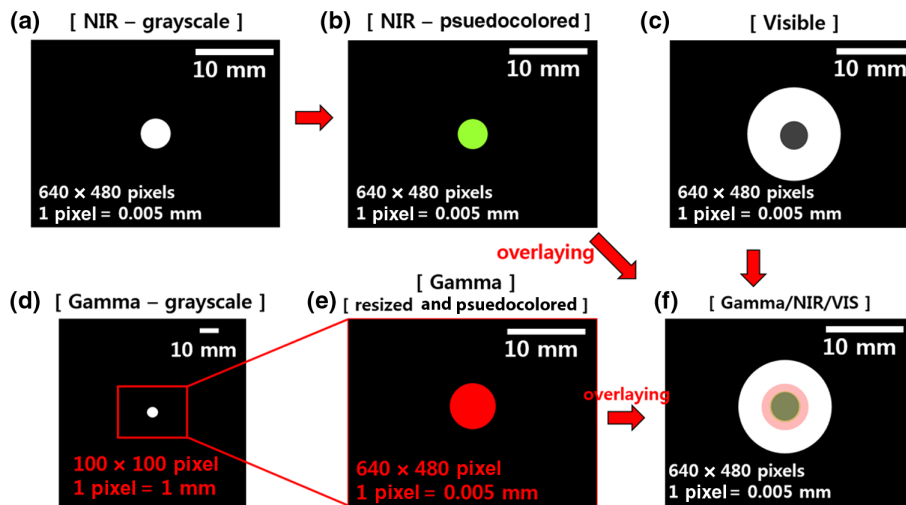 (a) [ NIR – grayscale ]
10 mm
640 × 480 pixels
1 pixel = 0.005 mm
(b) [ NIR – psuedocolored ]
10 mm
640 × 480 pixels
1 pixel = 0.005 mm
(c) [ Visible ]
10 mm
640 × 480 pixels
1 pixel = 0.005 mm
overlaying
(d) [ Gamma – grayscale ]
10 mm
100 × 100 pixel
1 pixel = 1 mm
(e) [ Gamma ]
[ resized and psuedocolored ]
10 mm
640 × 480 pixel
1 pixel = 0.005 mm
overlaying
(f) [ Gamma/NIR/VIS ]
10 mm
640 × 480 pixels
1 pixel = 0.005 mm